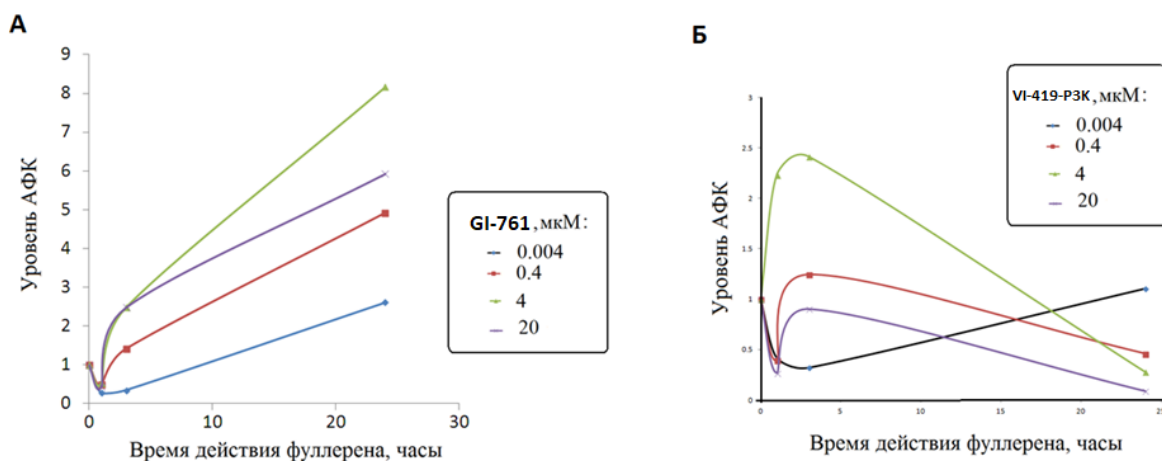 А
9
8
7
6
5
4
3
2
1
0
0 10 20 30
Уровень АФК
Время действия фуллерена, часы
GI-761, мкМ:
0.004
0.4
4
20
Б
3
2.5
2
1.5
1
0.5
0
0 5 10 15 20 25
Уровень АФК
Время действия фуллерена, часы
VI-419-P3K, мкМ:
0.004
0.4
4
20